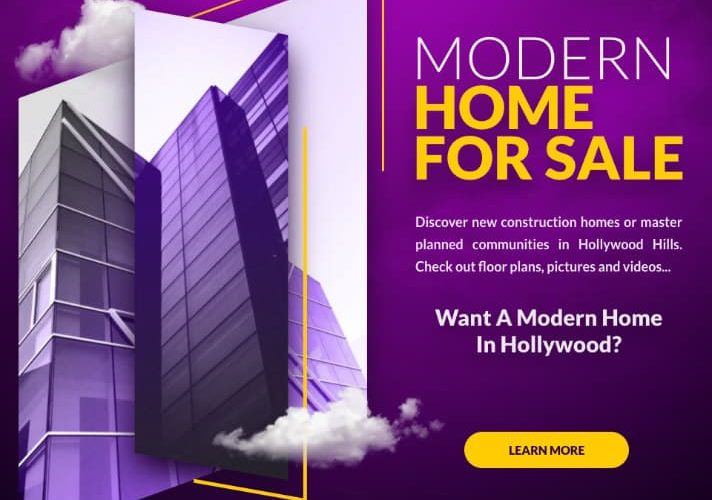 MODERN
HOME
FOR SALE
Discover new construction homes or master
planned communities in Hollywood Hills.
Check out floor plans, pictures and videos...
Want A Modern Home
In Hollywood?
LEARN MORE